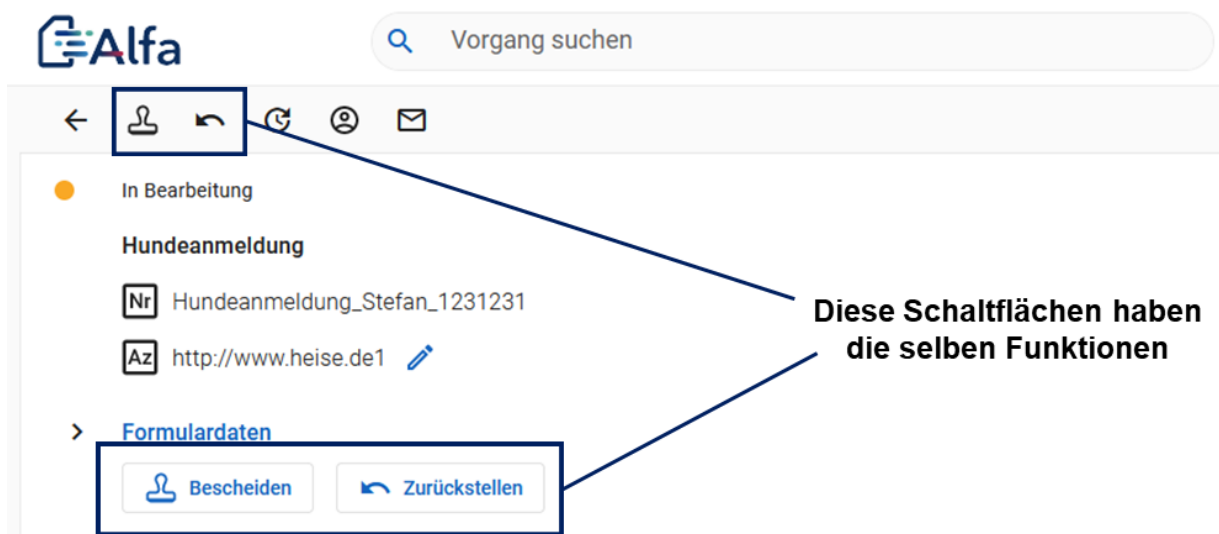 Alfa
Vorgang suchen
In Bearbeitung
Hundeanmeldung
Nr Hundeanmeldung_Stefan_1231231
Az http://www.heise.de1
Diese Schaltflächen haben
die selben Funktionen
Formulardaten
Bescheiden Zurückstellen